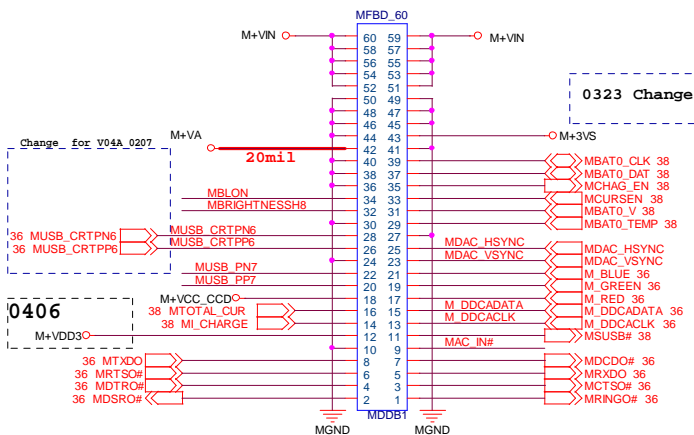 MFBD_60
M+VIN 60 59 M+VIN
58 57
56 55
54 53
52 51
50 49
48 47
46 45
44 43 M+3VS
M+VA 42 41
20mil
40 39 MBAT0_CLK 38
38 37 MBAT0_DAT 38
36 35 MCHAG_EN 38
MBLON 34 33 MCURSEN 38
MBRIGHTNESSH8 32 31 MBAT0_V 38
30 29 MBAT0_TEMP 38
0323 Change
Change for V04A_0207
36 MUSB_CRTPN6 MUSB_CRTPN6 28 27
36 MUSB_CRTPP6 MUSB_CRTPP6 26 25 MDAC_HSYNC MDAC_HSYNC
24 23 MDAC_VSYNC MDAC_VSYNC
MUSB_PN7 22 21 M_BLUE 36
MUSB_PP7 20 19 M_GREEN 36
M+VCC_CCD 18 17 M_RED 36
38 MTOTAL_CUR 16 15 M_DDCADATA M_DDCADATA 36
38 MI_CHARGE 14 13 M_DDCACLK M_DDCACLK 36
0406
M+VDD3 12 11 MSUSB# 38
10 9 MAC_IN#
36 MTXDO 8 7 MDCDO# 36
36 MRTSO# 6 5 MRXDO 36
36 MDTRO# 4 3 MCTSO# 36
36 MDSRO# 2 1 MRINGO# 36
MDDB1
MGND MGND